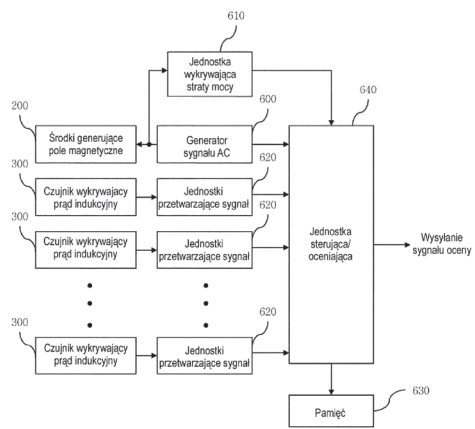 610
Jednostka
wykrywająca
straty mocy
640
200
600
Środki generujące
pole magnetyczne
Generator
sygnału AC
300
620
Czujnik wykrywajacy
prąd indukcyjny
Jednostki
przetwarzające sygnał
300
620
Czujnik wykrywający
prąd indukcyjny
Jednostki
przetwarzające sygnał
Jednostka
sterująca/
oceniająca
Wysyłanie
sygnału oceny
300
620
Czujnik wykrywający
prąd indukcyjny
Jednostki
przetwarzające sygnał
630
Pamięć